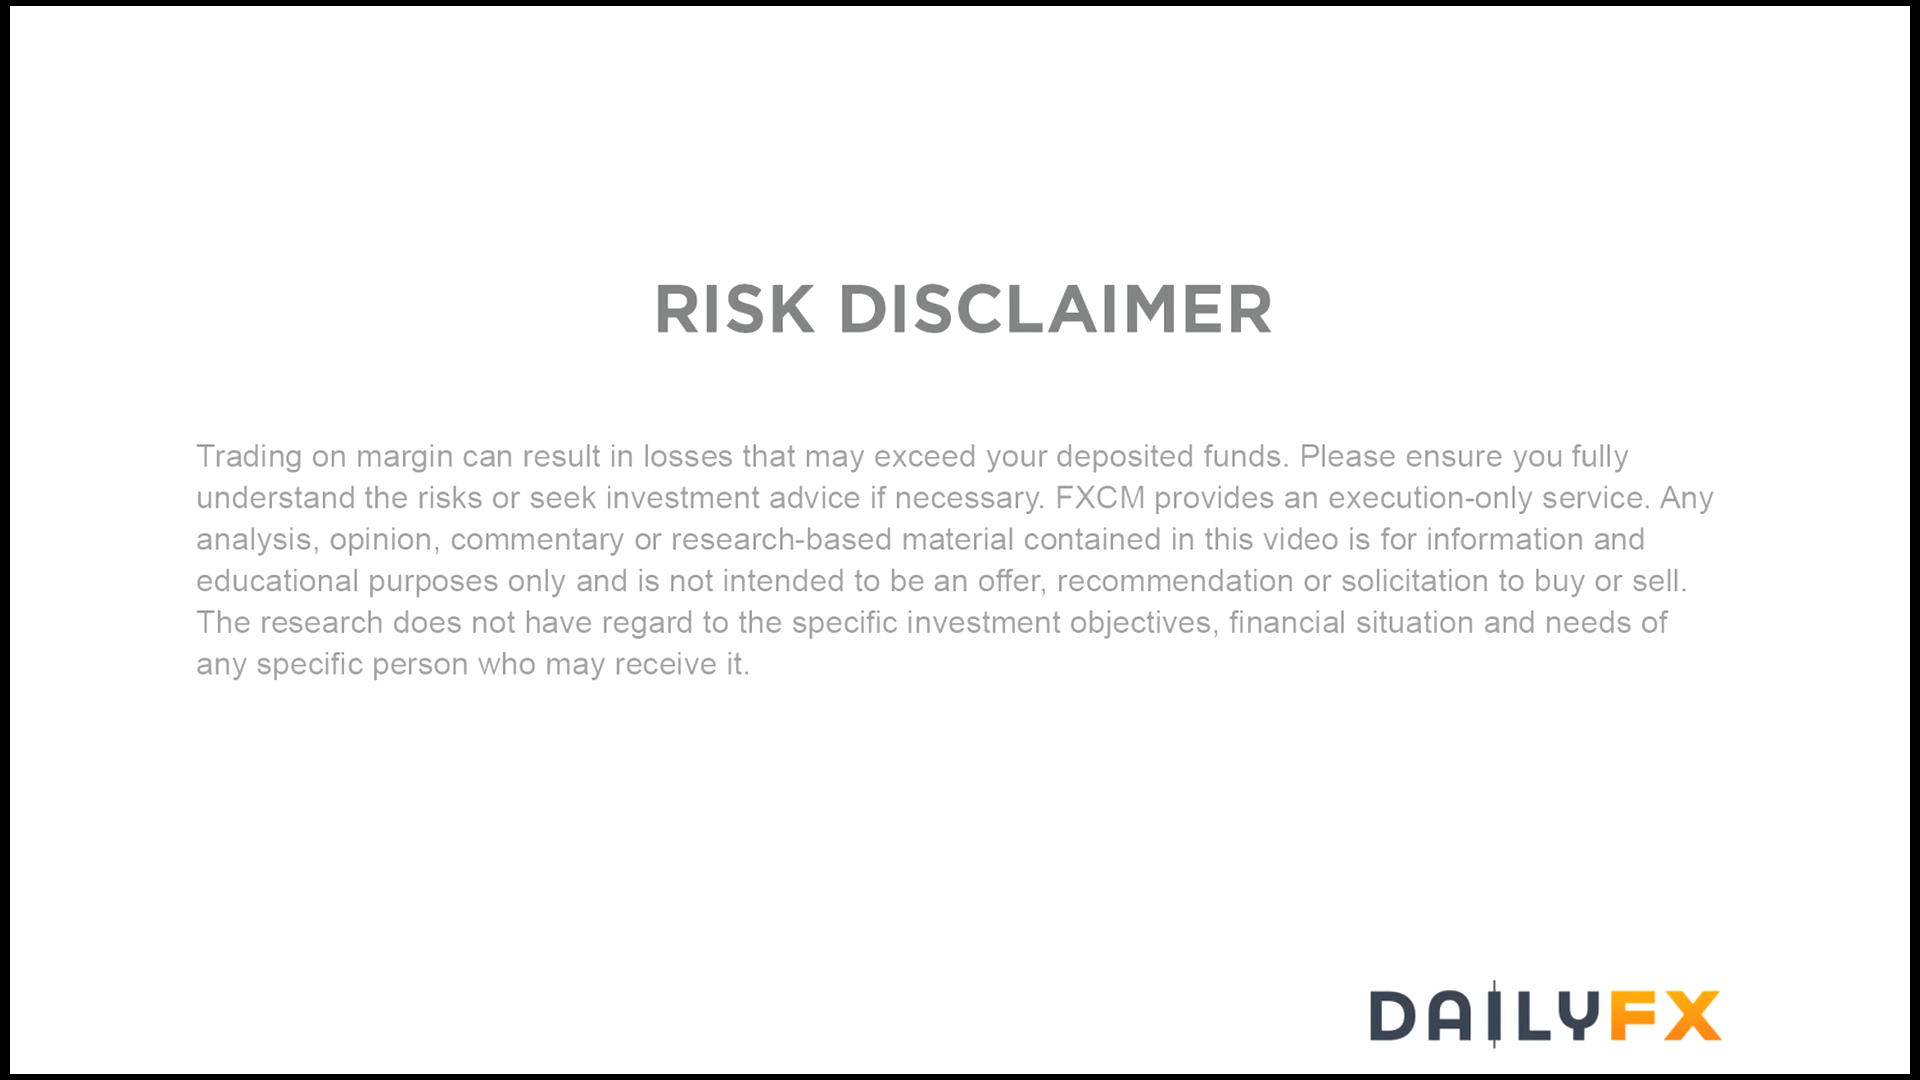 RISK DISCLAIMER
Trading on margin can result in losses that may exceed your deposited funds. Please ensure you fully
understand the risks or seek investment advice if necessary. FXCM provides an execution-only service. Any
analysis, opinion, commentary or research-based material contained in this video is for information and
educational purposes only and is not intended to be an offer, recommendation or solicitation to buy or sell.
The research does not have regard to the specific investment objectives, financial situation and needs of
any specific person who may receive it.
DAILYFX